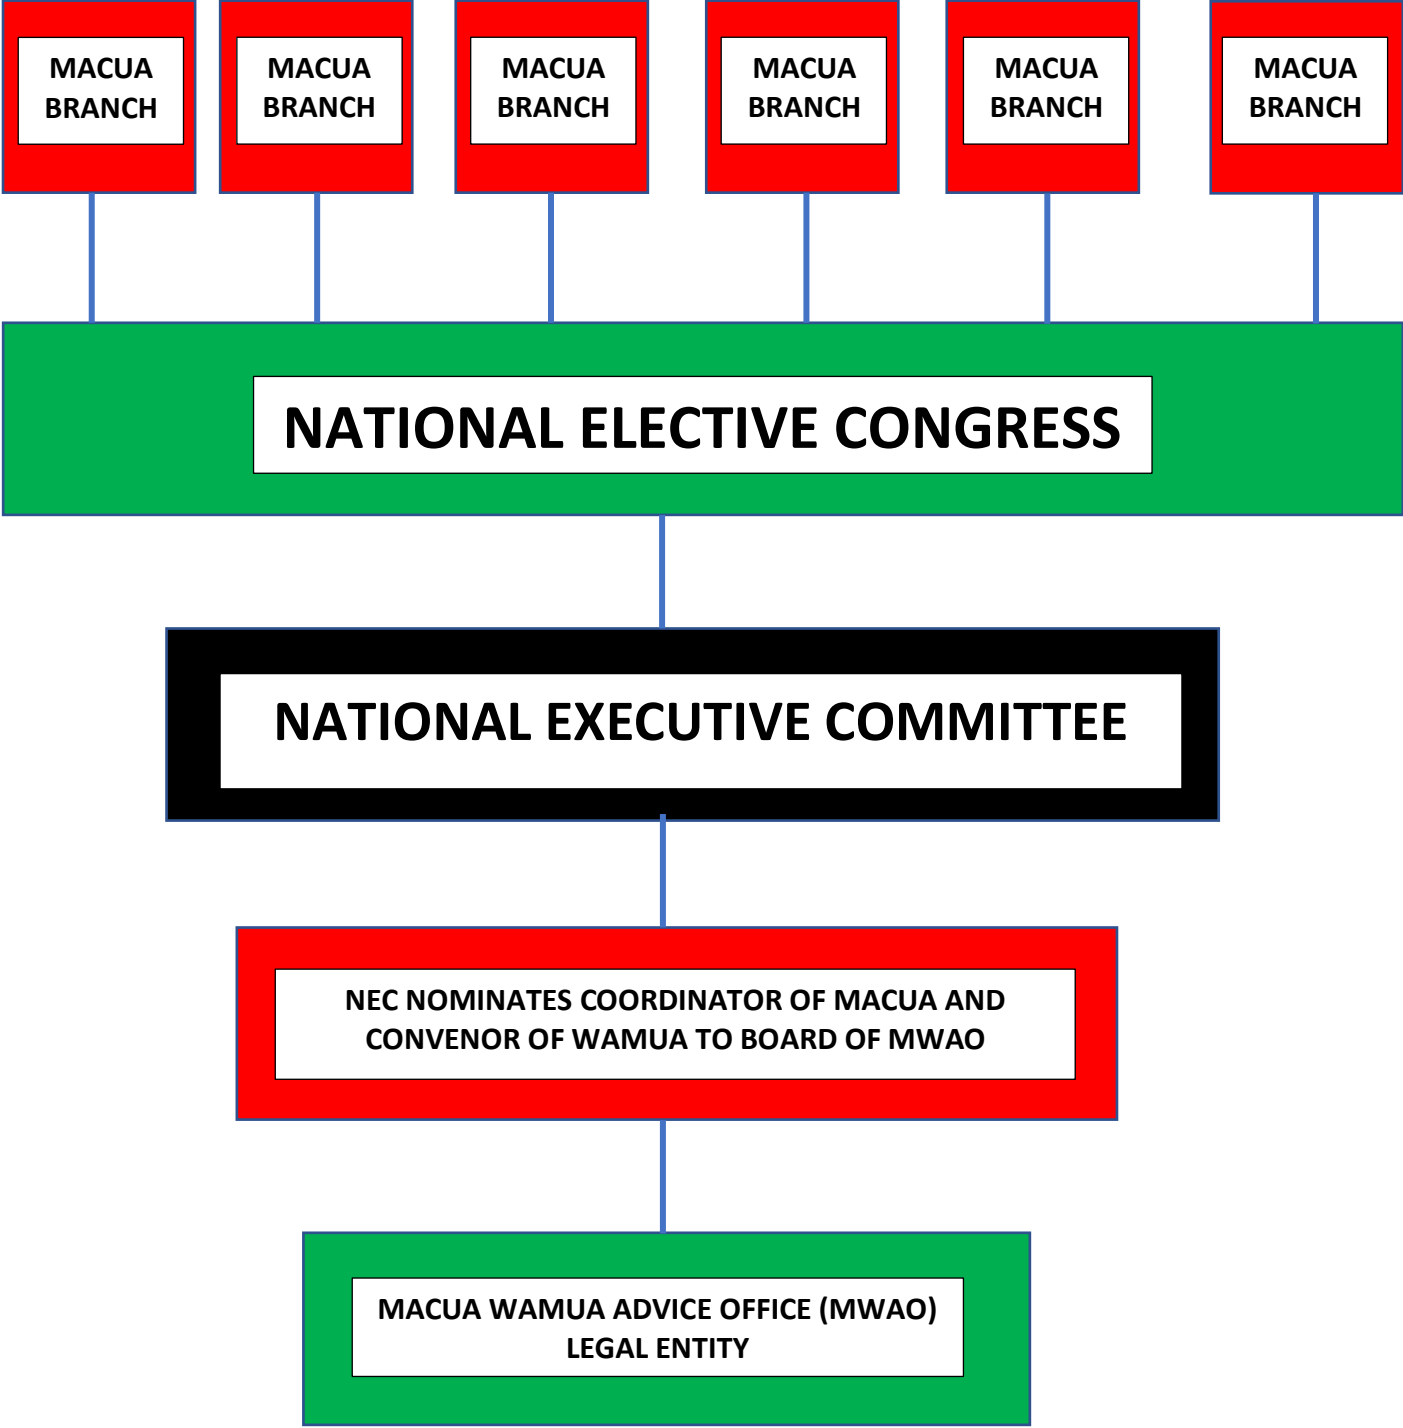 MACUA
BRANCH
MACUA
BRANCH
MACUA
BRANCH
MACUA
BRANCH
MACUA
BRANCH
MACUA
BRANCH
NATIONAL ELECTIVE CONGRESS
NATIONAL EXECUTIVE COMMITTEE
NEC NOMINATES COORDINATOR OF MACUA AND
CONVENOR OF WAMUA TO BOARD OF MWAO
MACUA WAMUA ADVICE OFFICE (MWAO)
LEGAL ENTITY